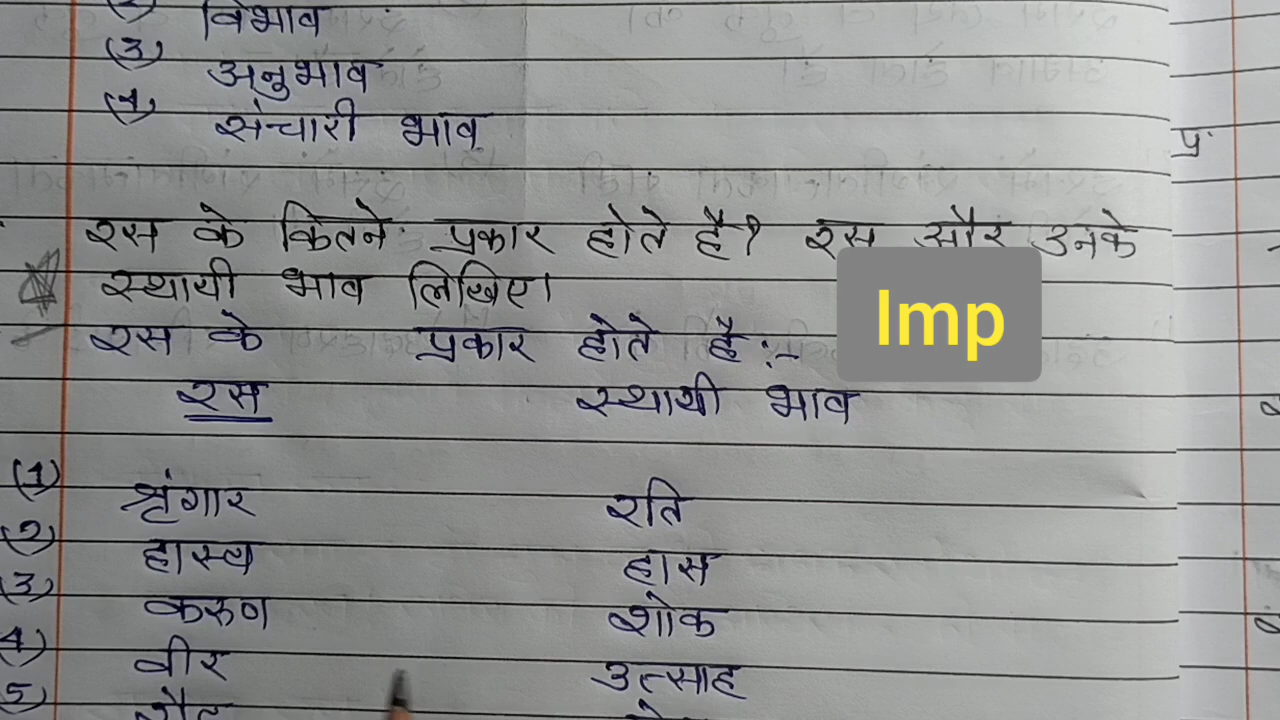 (2) विभाव
(3) अनुभाव
(4) संचारी भाव
प्र
रस के कितने प्रकार होते है? रस और उनके
स्थायी भाव लिखिए।
Imp
रस के प्रकार होते है:-
रस स्थायी भाव
(1) श्रृंगार रति
(2) हास्य हास
(3) करुण शोक
(4) वीर उत्साह
(5)